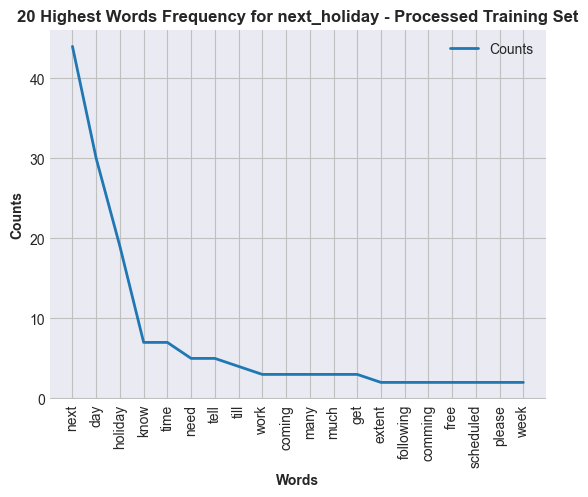 20 Highest Words Frequency for next_holiday - Processed Training Set
Counts
Counts
40
30
20
10
0
next
day
holiday
know
time
need
tell
till
work
coming
many
much
get
extent
following
comming
free
scheduled
please
week
Words